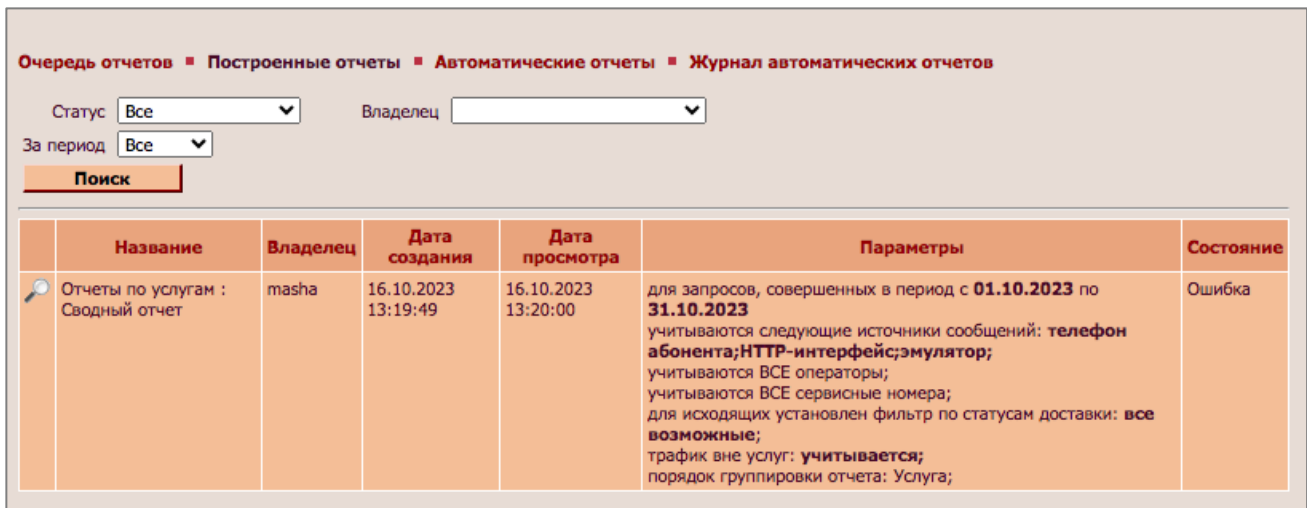 Очередь отчетов ▪ Построенные отчеты ▪ Автоматические отчеты ▪ Журнал автоматических отчетов
Статус Все Владелец
За период Все
Поиск
Название Владелец Дата создания Дата просмотра Параметры Состояние
Отчеты по услугам : masha 16.10.2023 16.10.2023 для запросов, совершенных в период с 01.10.2023 по Ошибка
Сводный отчет 13:19:49 13:20:00 31.10.2023
учитываются следующие источники сообщений: телефон
абонента;HTTP-интерфейс;эмулятор;
учитываются ВСЕ операторы;
учитываются ВСЕ сервисные номера;
для исходящих установлен фильтр по статусам доставки: все
возможные;
трафик вне услуг: учитывается;
порядок группировки отчета: Услуга;